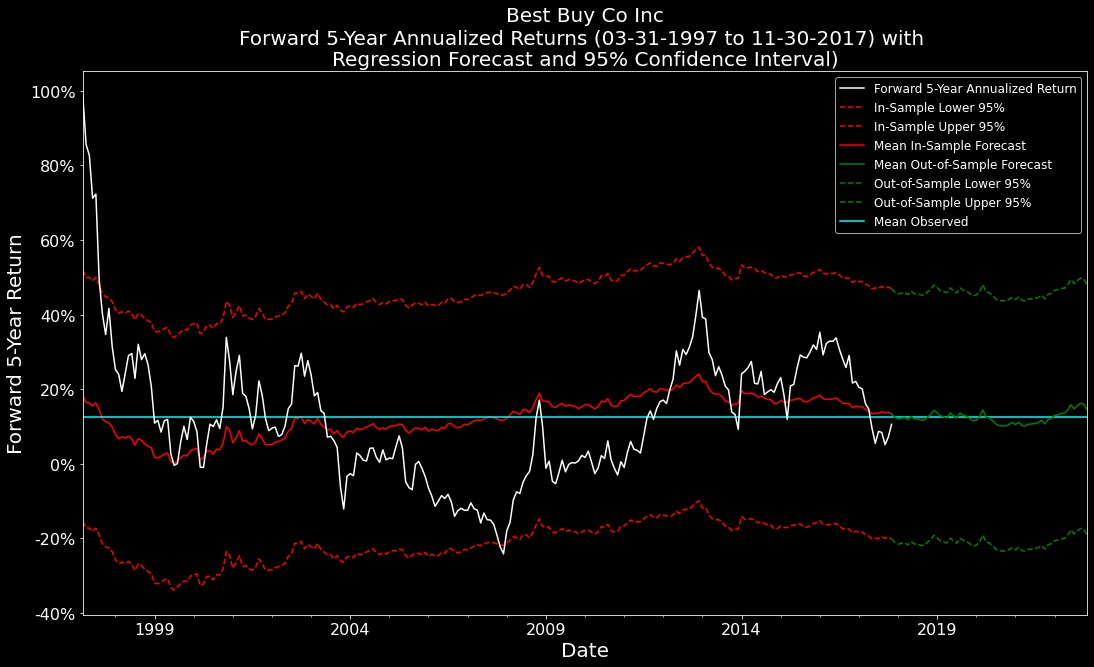 Best Buy Co Inc
Forward 5-Year Annualized Returns (03-31-1997 to 11-30-2017) with
Regression Forecast and 95% Confidence Interval)
Forward 5-Year Annualized Return
In-Sample Lower 95%
In-Sample Upper 95%
Mean In-Sample Forecast
Mean Out-of-Sample Forecast
Out-of-Sample Lower 95%
Out-of-Sample Upper 95%
Mean Observed
Forward 5-Year Return
100%
80%
60%
40%
20%
0%
-20%
-40%
1999
2004
2009
2014
2019
Date